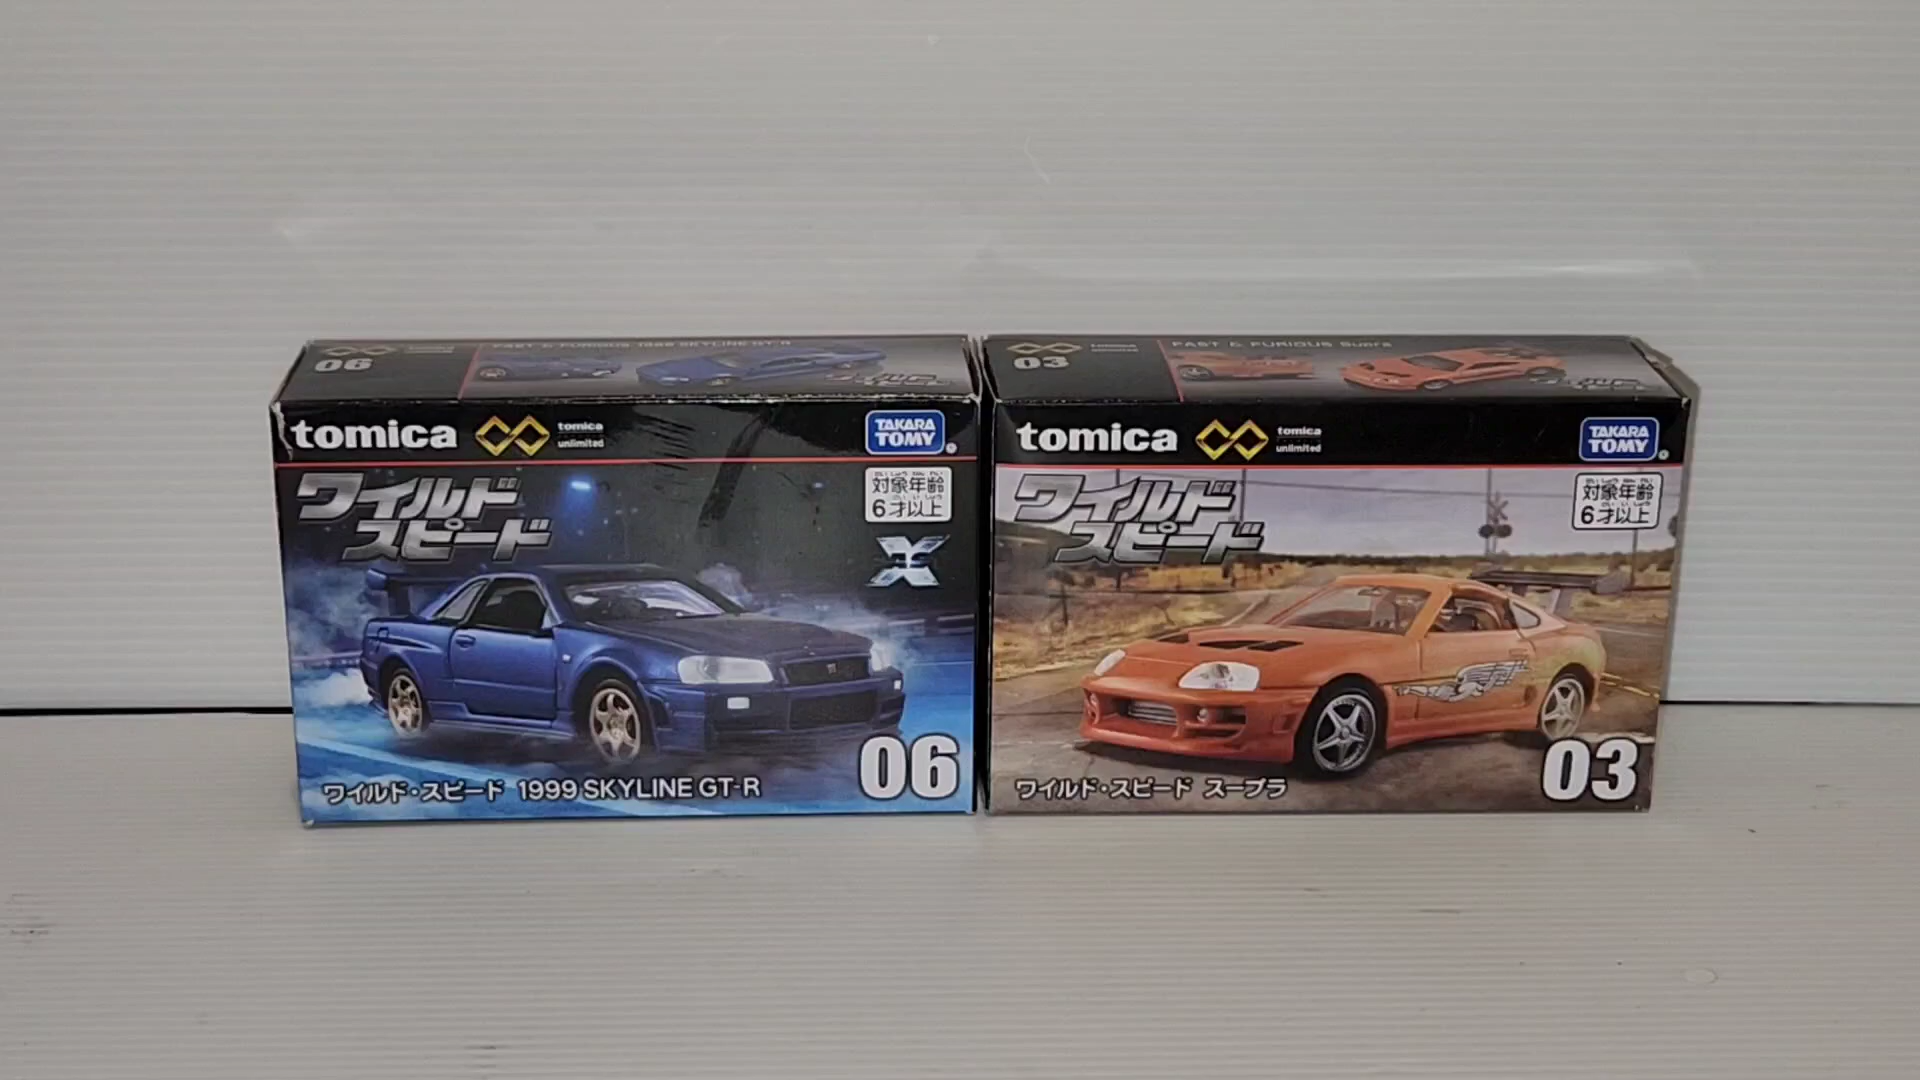 06
FAST & FURIOUS 1999 SKYLINE GT-R
tomica
tomica
unlimited
TAKARA
TOMY
ワイルド
スピード
対象年齢
6才以上
ワイルド・スピード 1999 SKYLINE GT-R
06
03
FAST & FURIOUS Supra
tomica
tomica
unlimited
TAKARA
TOMY
ワイルド
スピード
対象年齢
6才以上
ワイルド・スピード スープラ
03